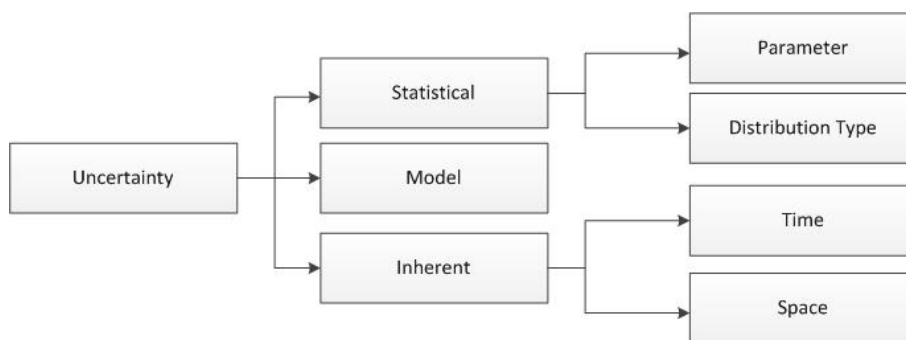 Uncertainty
Statistical
Model
Inherent
Parameter
Distribution Type
Time
Space